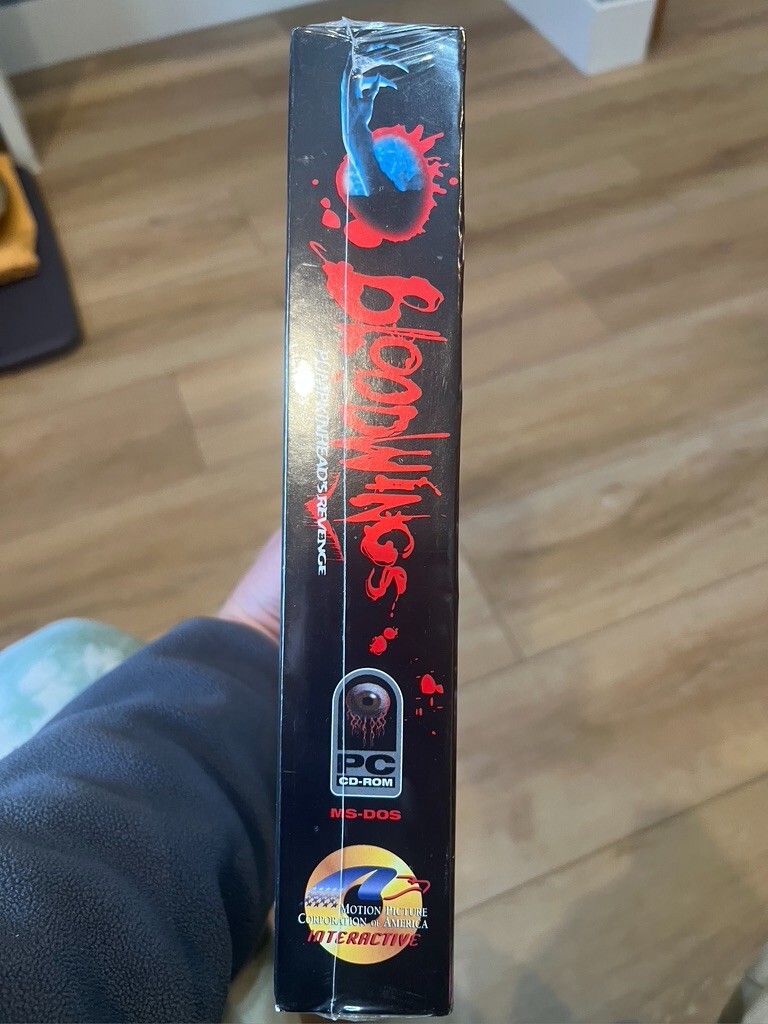 BLOODWINGS
PUMPKINHEAD'S REVENGE
PC
CD-ROM
MS-DOS
MOTION PICTURE
CORPORATION OF AMERICA
INTERACTIVE